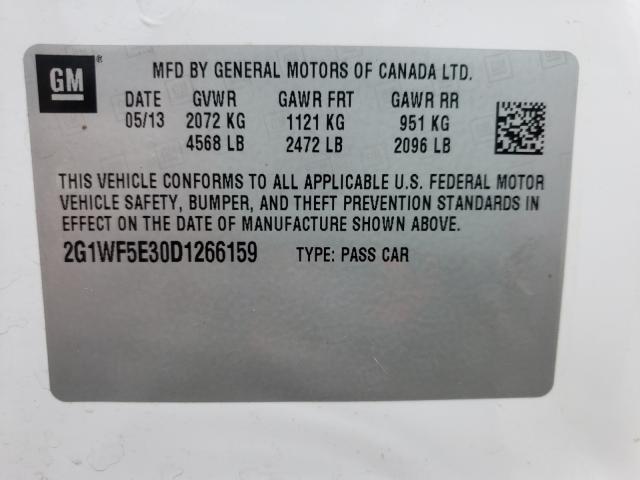 GM® MFD BY GENERAL MOTORS OF CANADA LTD.
DATE GVWR GAWR FRT GAWR RR
05/13 2072 KG 1121 KG 951 KG
4568 LB 2472 LB 2096 LB
THIS VEHICLE CONFORMS TO ALL APPLICABLE U.S. FEDERAL MOTOR
VEHICLE SAFETY, BUMPER, AND THEFT PREVENTION STANDARDS IN
EFFECT ON THE DATE OF MANUFACTURE SHOWN ABOVE.
2G1WF5E30D1266159 TYPE: PASS CAR